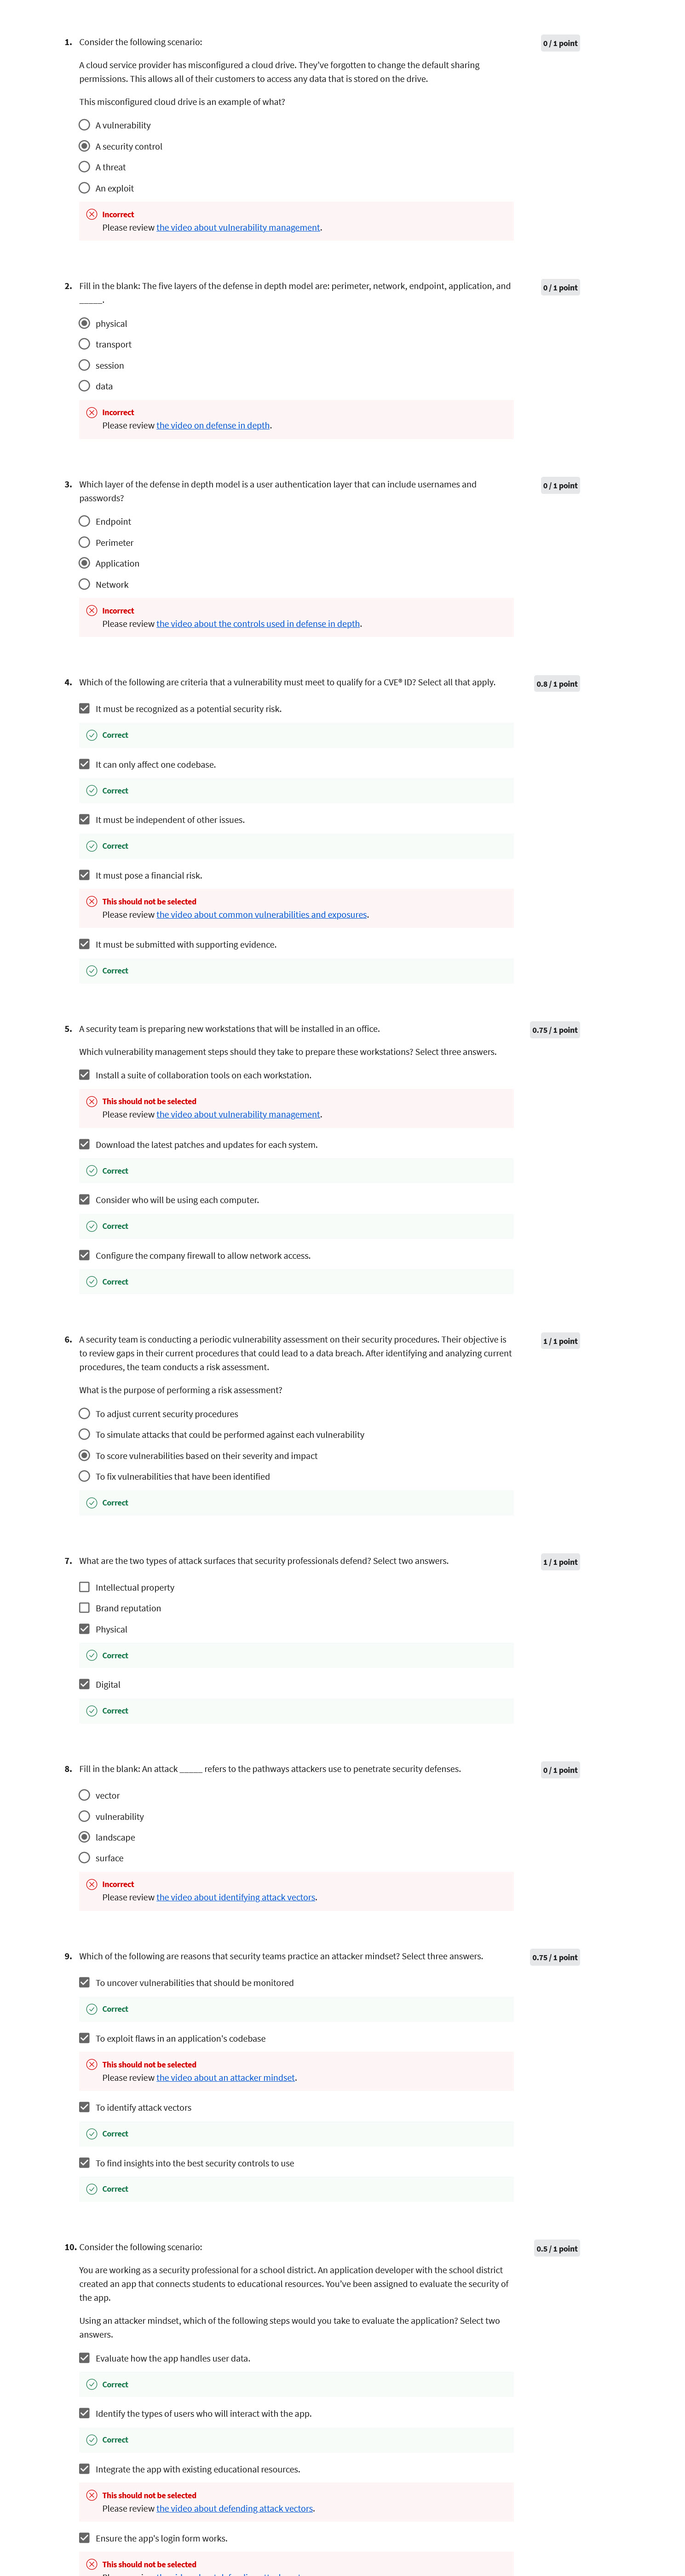 1. Consider the following scenario:
0 / 1 point
A cloud service provider has misconfigured a cloud drive. They've forgotten to change the default sharing
permissions. This allows all of their customers to access any data that is stored on the drive.
This misconfigured cloud drive is an example of what?
A vulnerability
A security control
A threat
An exploit
Incorrect
Please review the video about vulnerability management.
2. Fill in the blank: The five layers of the defense in depth model are: perimeter, network, endpoint, application, and
_____.
0 / 1 point
physical
transport
session
data
Incorrect
Please review the video on defense in depth.
3. Which layer of the defense in depth model is a user authentication layer that can include usernames and
passwords?
0 / 1 point
Endpoint
Perimeter
Application
Network
Incorrect
Please review the video about the controls used in defense in depth.
4. Which of the following are criteria that a vulnerability must meet to qualify for a CVE® ID? Select all that apply.
0.8 / 1 point
It must be recognized as a potential security risk.
Correct
It can only affect one codebase.
Correct
It must be independent of other issues.
Correct
It must pose a financial risk.
This should not be selected
Please review the video about common vulnerabilities and exposures.
It must be submitted with supporting evidence.
Correct
5. A security team is preparing new workstations that will be installed in an office.
0.75 / 1 point
Which vulnerability management steps should they take to prepare these workstations? Select three answers.
Install a suite of collaboration tools on each workstation.
This should not be selected
Please review the video about vulnerability management.
Download the latest patches and updates for each system.
Correct
Consider who will be using each computer.
Correct
Configure the company firewall to allow network access.
Correct
6. A security team is conducting a periodic vulnerability assessment on their security procedures. Their objective is
to review gaps in their current procedures that could lead to a data breach. After identifying and analyzing current
procedures, the team conducts a risk assessment.
1 / 1 point
What is the purpose of performing a risk assessment?
To adjust current security procedures
To simulate attacks that could be performed against each vulnerability
To score vulnerabilities based on their severity and impact
To fix vulnerabilities that have been identified
Correct
7. What are the two types of attack surfaces that security professionals defend? Select two answers.
1 / 1 point
Intellectual property
Brand reputation
Physical
Correct
Digital
Correct
8. Fill in the blank: An attack _____ refers to the pathways attackers use to penetrate security defenses.
0 / 1 point
vector
vulnerability
landscape
surface
Incorrect
Please review the video about identifying attack vectors.
9. Which of the following are reasons that security teams practice an attacker mindset? Select three answers.
0.75 / 1 point
To uncover vulnerabilities that should be monitored
Correct
To exploit flaws in an application's codebase
This should not be selected
Please review the video about an attacker mindset.
To identify attack vectors
Correct
To find insights into the best security controls to use
Correct
10. Consider the following scenario:
0.5 / 1 point
You are working as a security professional for a school district. An application developer with the school district
created an app that connects students to educational resources. You've been assigned to evaluate the security of
the app.
Using an attacker mindset, which of the following steps would you take to evaluate the application? Select two
answers.
Evaluate how the app handles user data.
Correct
Identify the types of users who will interact with the app.
Correct
Integrate the app with existing educational resources.
This should not be selected
Please review the video about defending attack vectors.
Ensure the app's login form works.
This should not be selected